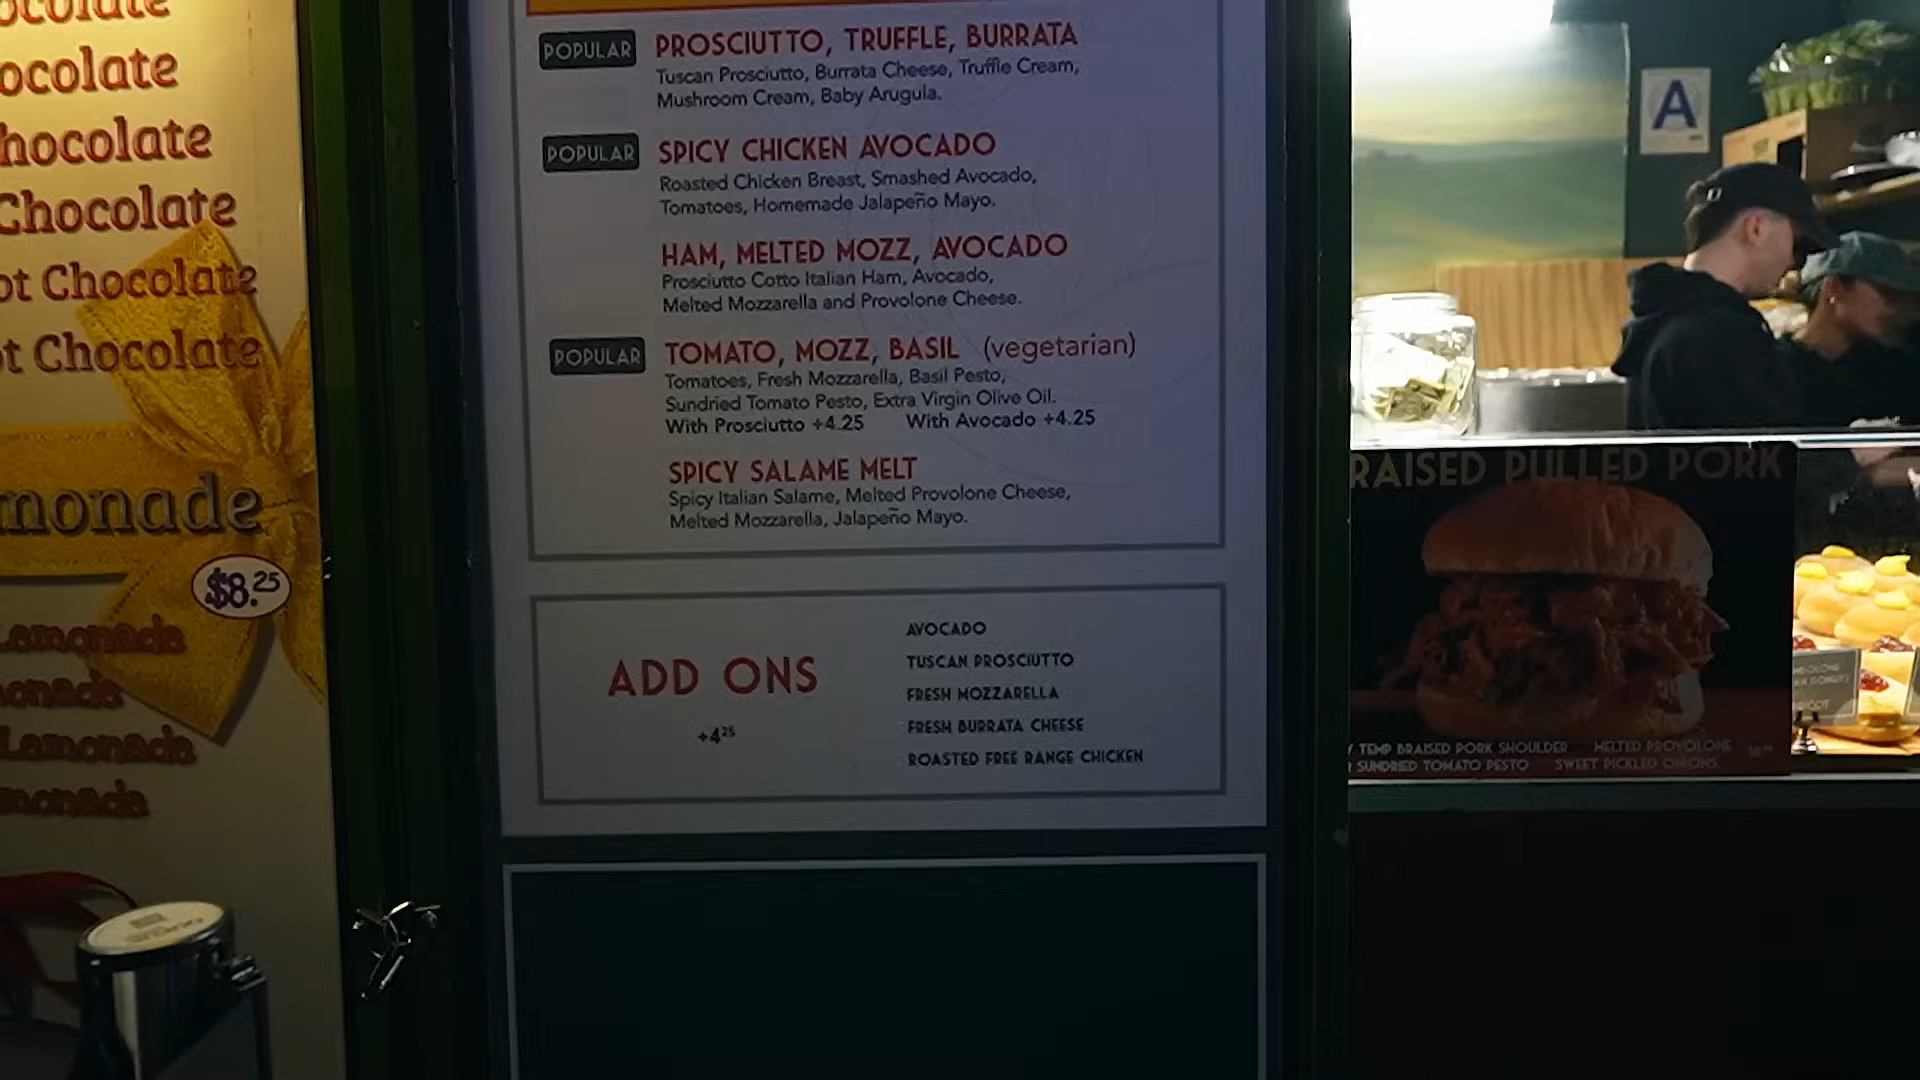 ocolate
ocolate
hocolate
Chocolate
ot Chocolate
ot Chocolate
monade
$8.25
Lemonade
monade
Lemonade
monade
POPULAR
PROSCIUTTO, TRUFFLE, BURRATA
Tuscan Prosciutto, Burrata Cheese, Truffle Cream,
Mushroom Cream, Baby Arugula.
POPULAR
SPICY CHICKEN AVOCADO
Roasted Chicken Breast, Smashed Avocado,
Tomatoes, Homemade Jalapeño Mayo.
HAM, MELTED MOZZ, AVOCADO
Prosciutto Cotto Italian Ham, Avocado,
Melted Mozzarella and Provolone Cheese.
POPULAR
TOMATO, MOZZ, BASIL (vegetarian)
Tomatoes, Fresh Mozzarella, Basil Pesto,
Sundried Tomato Pesto, Extra Virgin Olive Oil.
With Prosciutto +4.25 With Avocado +4.25
SPICY SALAME MELT
Spicy Italian Salame, Melted Provolone Cheese,
Melted Mozzarella, Jalapeño Mayo.
ADD ONS
+4.25
AVOCADO
TUSCAN PROSCIUTTO
FRESH MOZZARELLA
FRESH BURRATA CHEESE
ROASTED FREE RANGE CHICKEN
A
RAISED PULLED PORK
TEMP BRAISED PORK SHOULDER MELTED PROVOLONE
SUNDRIED TOMATO PESTO SWEET PICKLED ONIONS